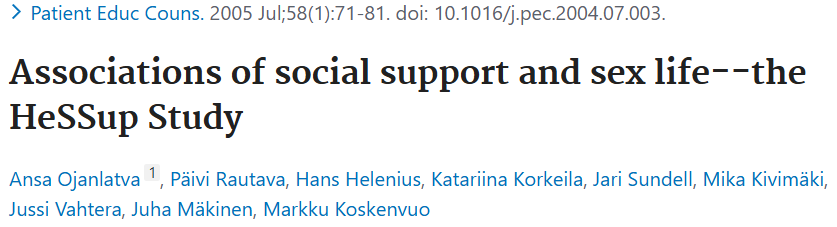 > Patient Educ Couns. 2005 Jul;58(1):71-81. doi: 10.1016/j.pec.2004.07.003.
Associations of social support and sex life--the
HeSSup Study
Ansa Ojanlatva 1, Päivi Rautava, Hans Helenius, Katariina Korkeila, Jari Sundell, Mika Kivimäki,
Jussi Vahtera, Juha Mäkinen, Markku Koskenvuo